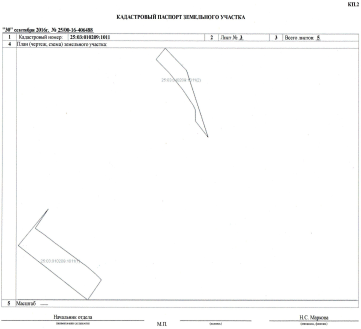 КП.2
КАДАСТРОВЫЙ ПАСПОРТ ЗЕМЕЛЬНОГО УЧАСТКА
"30" сентября 2016г. № 2500-16-406488
1 Кадастровый номер: 25:03:010209:1011 2 Лист № 3 3 Всего листов: 5
4 План (чертеж, схема) земельного участка
5 Масштаб
Начальник отдела Н.С. Маркова
М.П.